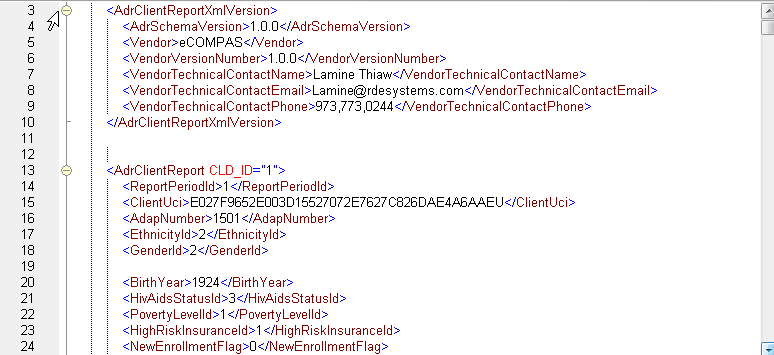 3 <AdrClientReportXmlVersion>
4 <AdrSchemaVersion>1.0.0</AdrSchemaVersion>
5 <Vendor>eCOMPAS</Vendor>
6 <VendorVersionNumber>1.0.0</VendorVersionNumber>
7 <VendorTechnicalContactName>Lamine Thiaw</VendorTechnicalContactName>
8 <VendorTechnicalContactEmail>Lamine@rdesystems.com</VendorTechnicalContactEmail>
9 <VendorTechnicalContactPhone>973,773,0244</VendorTechnicalContactPhone>
10 </AdrClientReportXmlVersion>
11
12
13 <AdrClientReport CLD_ID="1">
14 <ReportPeriodId>1</ReportPeriodId>
15 <ClientUci>E027F9652E003D15527072E7627C826DAE4A6AAEU</ClientUci>
16 <AdapNumber>1501</AdapNumber>
17 <EthnicityId>2</EthnicityId>
18 <GenderId>2</GenderId>
19
20 <BirthYear>1924</BirthYear>
21 <HivAidsStatusId>3</HivAidsStatusId>
22 <PovertyLevelId>1</PovertyLevelId>
23 <HighRiskInsuranceId>1</HighRiskInsuranceId>
24 <NewEnrollmentFlag>0</NewEnrollmentFlag>